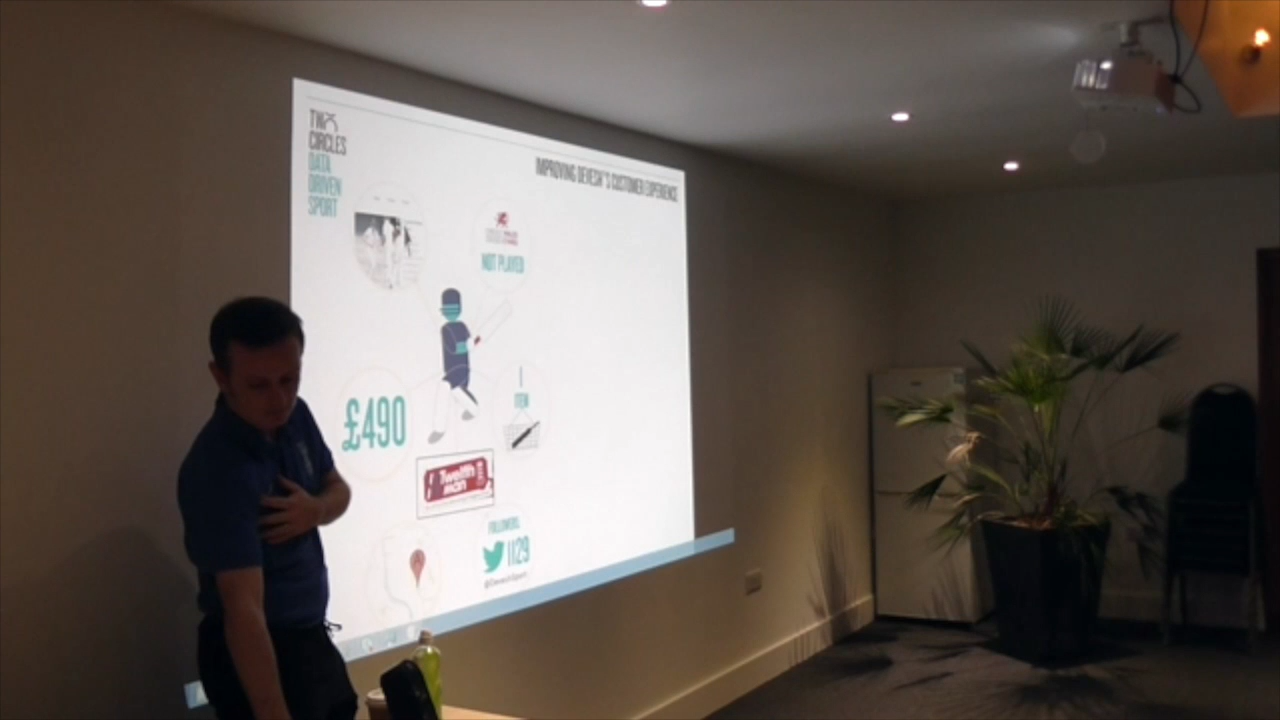 TWO
CIRCLES
DATA
DRIVEN
SPORT
IMPROVING DEVESH'S CUSTOMER EXPERIENCE
NOT PLAYED
£490
1
ITEM
Twelfth
Man
FOLLOWERS
1129